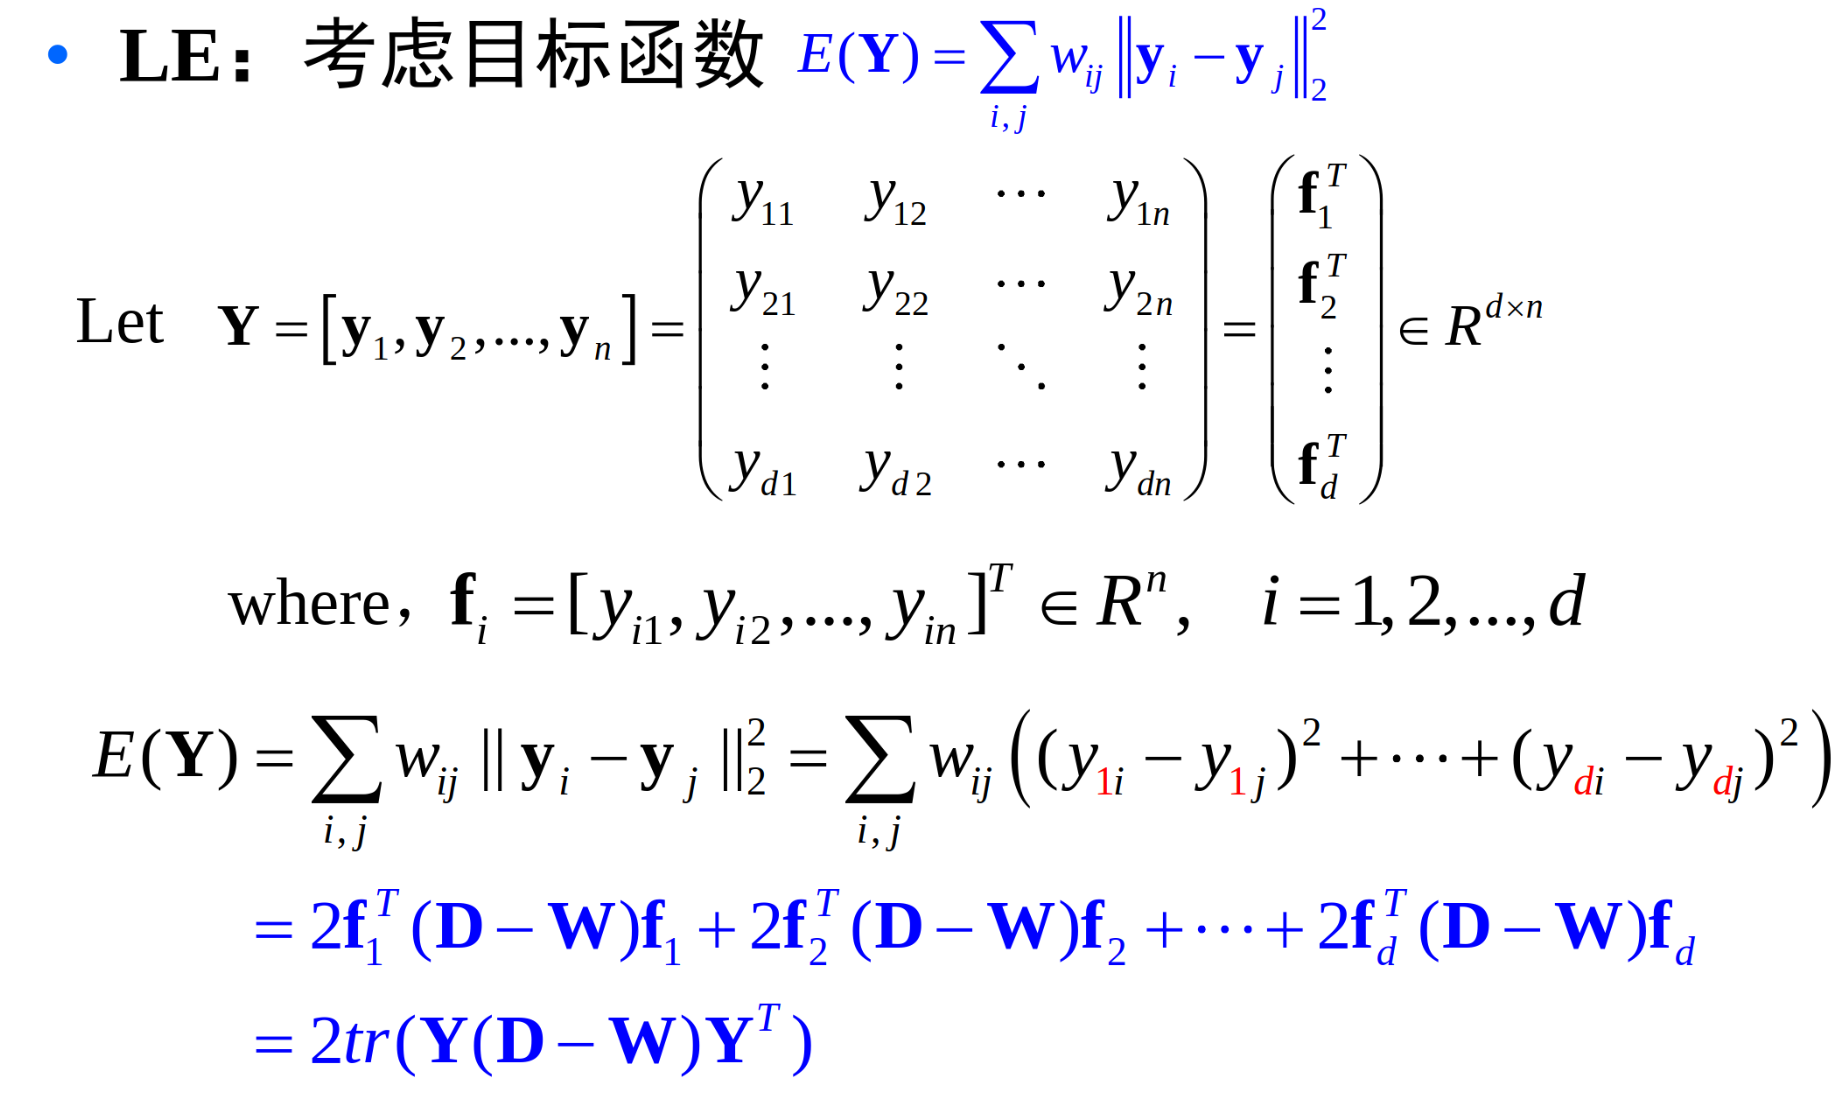 • LE：考虑目标函数 $E(\mathbf{Y})=\sum_{i,j} w_{ij}\left\|\mathbf{y}_i-\mathbf{y}_j\right\|_2^2$
Let $\mathbf{Y}=[\mathbf{y}_1,\mathbf{y}_2,...,\mathbf{y}_n]=\begin{pmatrix} y_{11} & y_{12} & \cdots & y_{1n} \\ y_{21} & y_{22} & \cdots & y_{2n} \\ \vdots & \vdots & \ddots & \vdots \\ y_{d1} & y_{d2} & \cdots & y_{dn} \end{pmatrix}=\begin{pmatrix} \mathbf{f}_1^T \\ \mathbf{f}_2^T \\ \vdots \\ \mathbf{f}_d^T \end{pmatrix}\in R^{d\times n}$
where，$\mathbf{f}_i=[y_{i1},y_{i2},...,y_{in}]^T\in R^n,\quad i=1,2,...,d$
$E(\mathbf{Y})=\sum_{i,j} w_{ij}\|\mathbf{y}_i-\mathbf{y}_j\|_2^2=\sum_{i,j} w_{ij}\left((y_{1i}-y_{1j})^2+\cdots+(y_{di}-y_{dj})^2\right)$
$=2\mathbf{f}_1^T(\mathbf{D}-\mathbf{W})\mathbf{f}_1+2\mathbf{f}_2^T(\mathbf{D}-\mathbf{W})\mathbf{f}_2+\cdots+2\mathbf{f}_d^T(\mathbf{D}-\mathbf{W})\mathbf{f}_d$
$=2tr(\mathbf{Y}(\mathbf{D}-\mathbf{W})\mathbf{Y}^T)$